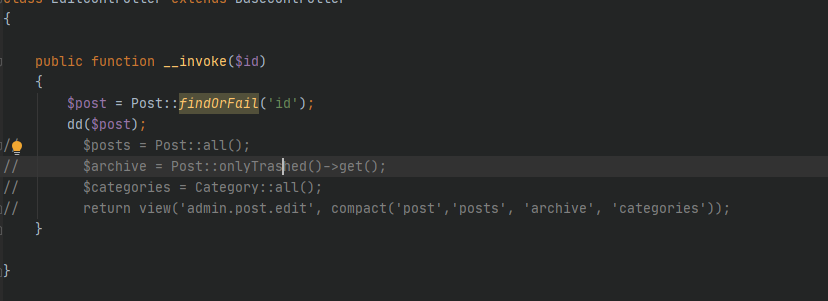 class EditController extends BaseController
{
public function __invoke($id)
{
$post = Post::findOrFail('id');
dd($post);
// $posts = Post::all();
// $archive = Post::onlyTrashed()->get();
// $categories = Category::all();
// return view('admin.post.edit', compact('post','posts', 'archive', 'categories'));
}
}